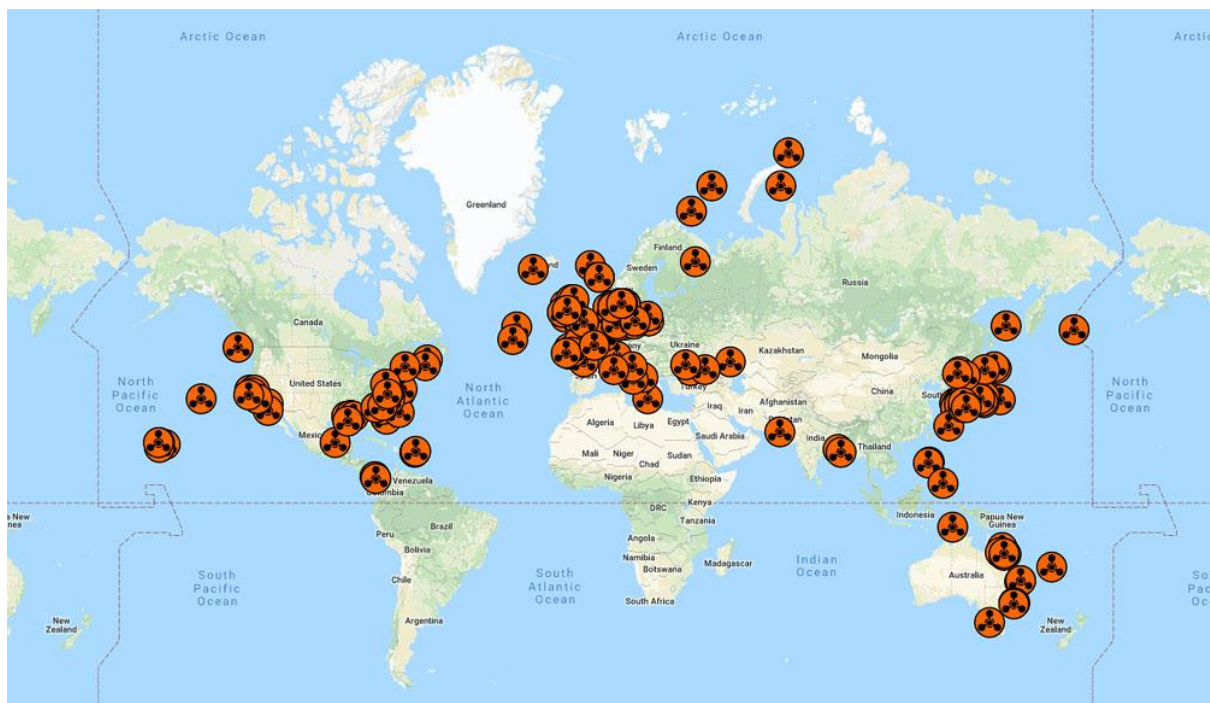 Arctic Ocean
Arctic Ocean
Arcti
Greenland
Finland
Sweden
Russia
Canada
Ukraine
Kazakhstan
Mongolia
North
Pacific
Ocean
United States
North
Atlantic
Ocean
Turkey
China
North
Pacific
Ocean
Afghanistan
Iraq
Iran
Algeria
Libya
Egypt
Saudi Arabia
India
Thailand
Mali
Niger
Chad
Sudan
Nigeria
Ethiopia
Venezuela
Colombia
DRC
Kenya
Tanzania
Indonesia
Papua New
Guinea
a New
inea
Peru
Brazil
Bolivia
Angola
Namibia
Botswana
Madagascar
Indian
Ocean
Australia
South
Pacific
Ocean
Chile
South
Atlantic
Ocean
South Africa
Argentina
New
Zealand
New
Zealand